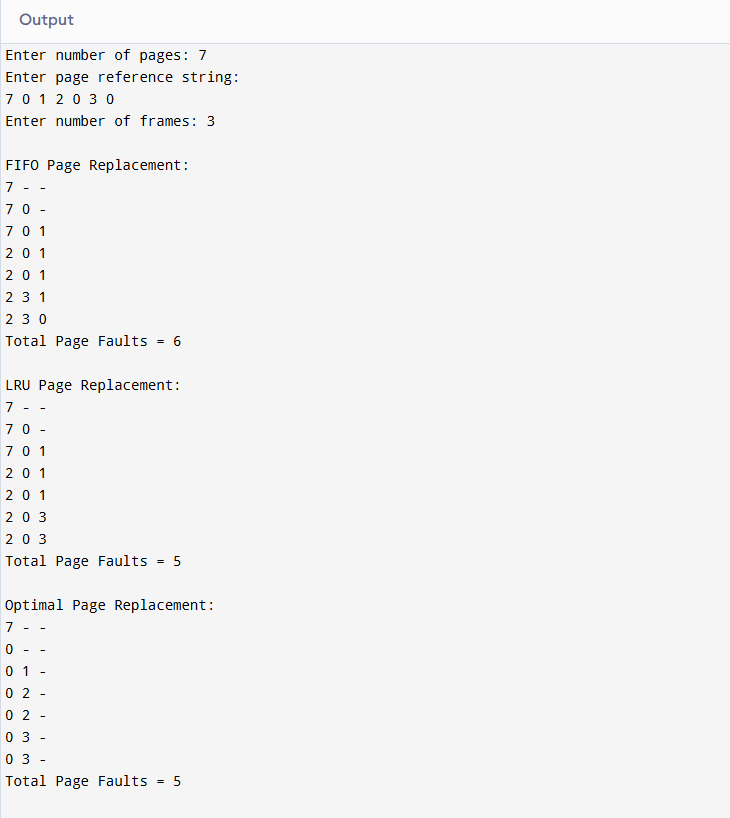 Output
Enter number of pages: 7
Enter page reference string:
7 0 1 2 0 3 0
Enter number of frames: 3
FIFO Page Replacement:
7 - -
7 0 -
7 0 1
2 0 1
2 0 1
2 3 1
2 3 0
Total Page Faults = 6
LRU Page Replacement:
7 - -
7 0 -
7 0 1
2 0 1
2 0 1
2 0 3
2 0 3
Total Page Faults = 5
Optimal Page Replacement:
7 - -
0 - -
0 1 -
0 2 -
0 2 -
0 3 -
0 3 -
Total Page Faults = 5